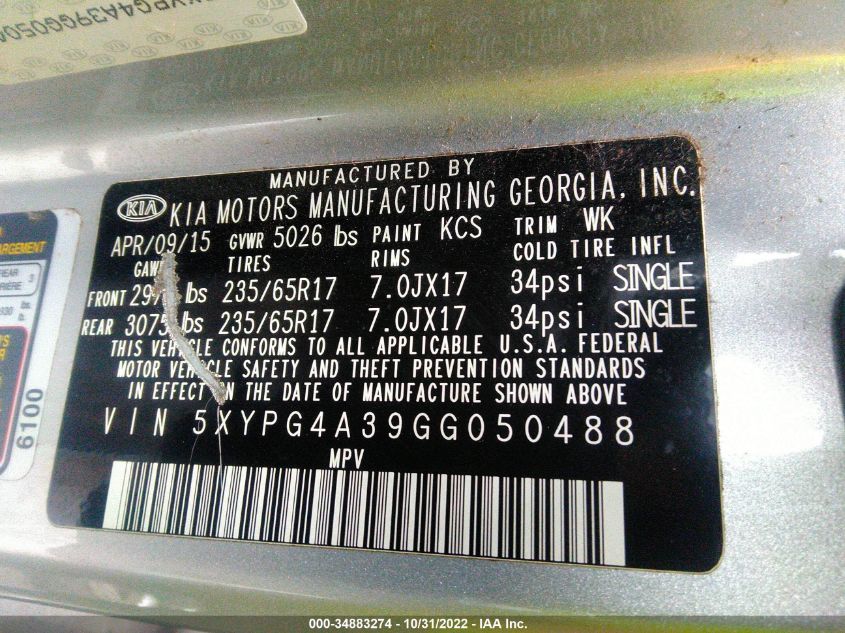 MANUFACTURED BY
KIA KIA MOTORS MANUFACTURING GEORGIA, INC.
APR/09/15 GVWR 5026 lbs PAINT KCS TRIM WK
TIRES RIMS COLD TIRE INFL
FRONT lbs 235/65R17 7.0JX17 34psi SINGLE
REAR 3075 lbs 235/65R17 7.0JX17 34psi SINGLE
THIS VEHICLE CONFORMS TO ALL APPLICABLE U.S.A. FEDERAL
MOTOR VEHICLE SAFETY AND THEFT PREVENTION STANDARDS
IN EFFECT ON THE DATE OF MANUFACTURE SHOWN ABOVE
VIN 5XYPG4A39GG050488
MPV
6100
000-34883274 - 10/31/2022 - IAA Inc.